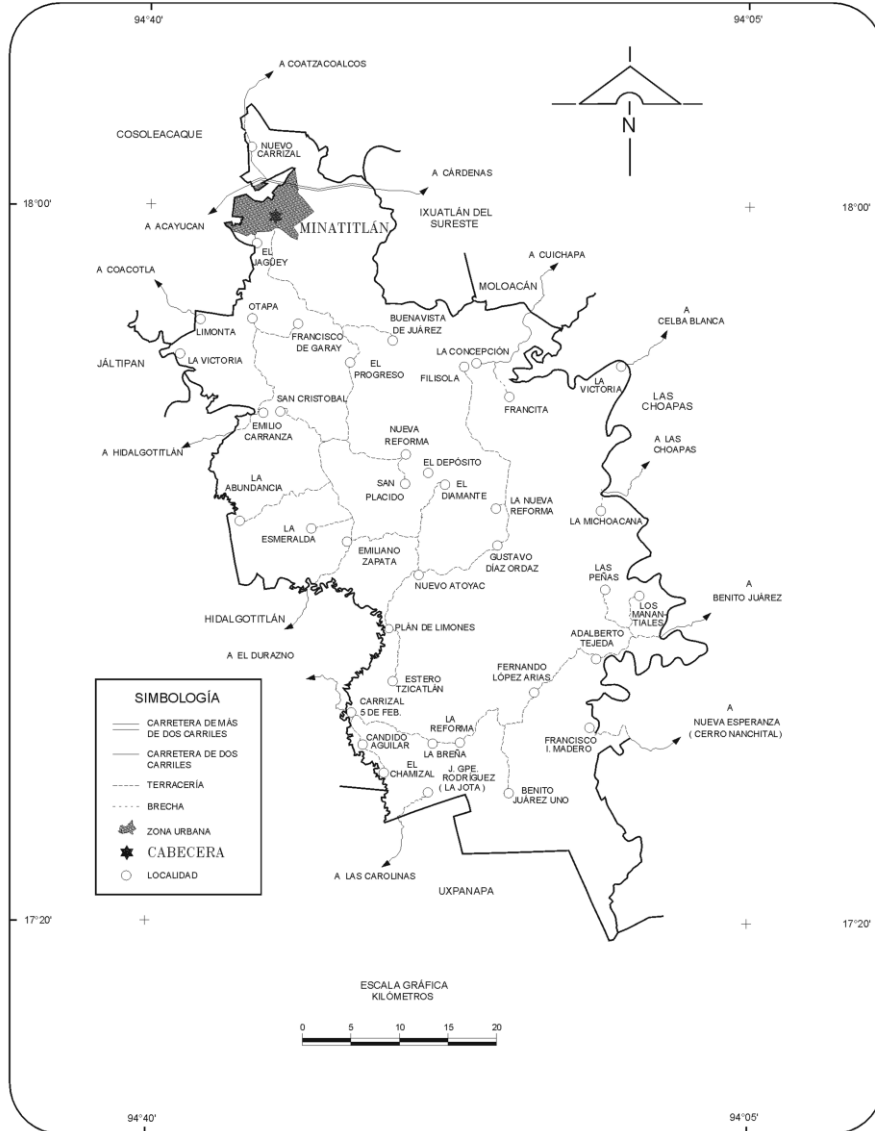 94°40'
94°05'
A COATZACOALCOS
COSOLEACAQUE
NUEVO
CARRIZAL
N
A CÁRDENAS
18°00'
18°00'
A ACAYUCAN
MINATITLÁN
IXUATLÁN DEL
SURESTE
EL
JAGÜEY
A CUICHAPA
A COACOTLA
MOLOACÁN
OTAPA
LIMONTA
FRANCISCO
DE GARAY
BUENAVISTA
DE JUÁREZ
A
CELBA BLANCA
JÁLTIPAN
LA VICTORIA
EL
PROGRESO
LA CONCEPCIÓN
FILISOLA
LA
VICTORIA
LAS
CHOAPAS
SAN CRISTOBAL
FRANCITA
EMILIO
CARRANZA
A HIDALGOTITLÁN
NUEVA
REFORMA
A LAS
CHOAPAS
EL DEPÓSITO
LA
ABUNDANCIA
SAN
PLACIDO
EL
DIAMANTE
LA NUEVA
REFORMA
LA MICHOACANA
LA
ESMERALDA
EMILIANO
ZAPATA
GUSTAVO
DÍAZ ORDAZ
NUEVO ATOYAC
LAS
PEÑAS
A
BENITO JUÁREZ
LOS
MANAN-
TIALES
HIDALGOTITLÁN
PLÁN DE LIMONES
ADALBERTO
TEJEDA
A EL DURAZNO
ESTERO
TZICATLÁN
FERNANDO
LÓPEZ ARIAS
CARRIZAL
5 DE FEB.
A
NUEVA ESPERANZA
( CERRO NANCHITAL)
LA
REFORMA
CANDIDO
AGUILAR
LA BREÑA
FRANCISCO
I. MADERO
EL
CHAMIZAL
J. GPE.
RODRÍGUEZ
( LA JOTA )
BENITO
JUÁREZ UNO
A LAS CAROLINAS
UXPANAPA
SIMBOLOGÍA
CARRETERA DE MÁS
DE DOS CARRILES
CARRETERA DE DOS
CARRILES
TERRACERÍA
BRECHA
ZONA URBANA
CABECERA
LOCALIDAD
17°20'
17°20'
ESCALA GRÁFICA
KILÓMETROS
0 5 10 15 20
94°40'
94°05'